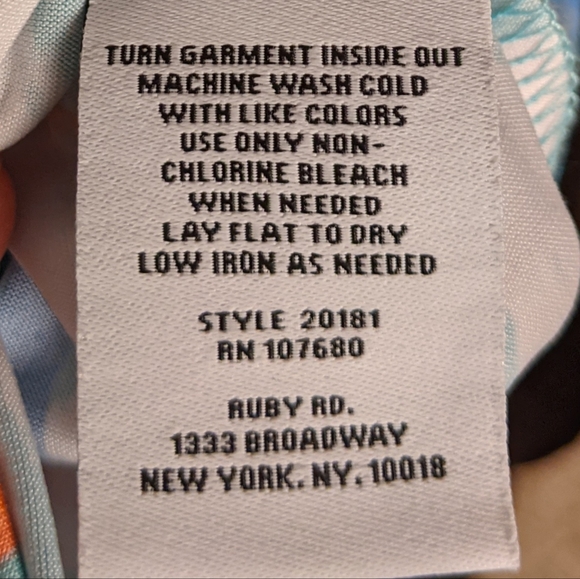 TURN GARMENT INSIDE OUT
MACHINE WASH COLD
WITH LIKE COLORS
USE ONLY NON-
CHLORINE BLEACH
WHEN NEEDED
LAY FLAT TO DRY
LOW IRON AS NEEDED
STYLE 20181
RN 107680
RUBY RD.
1333 BROADWAY
NEW YORK. NY. 10018